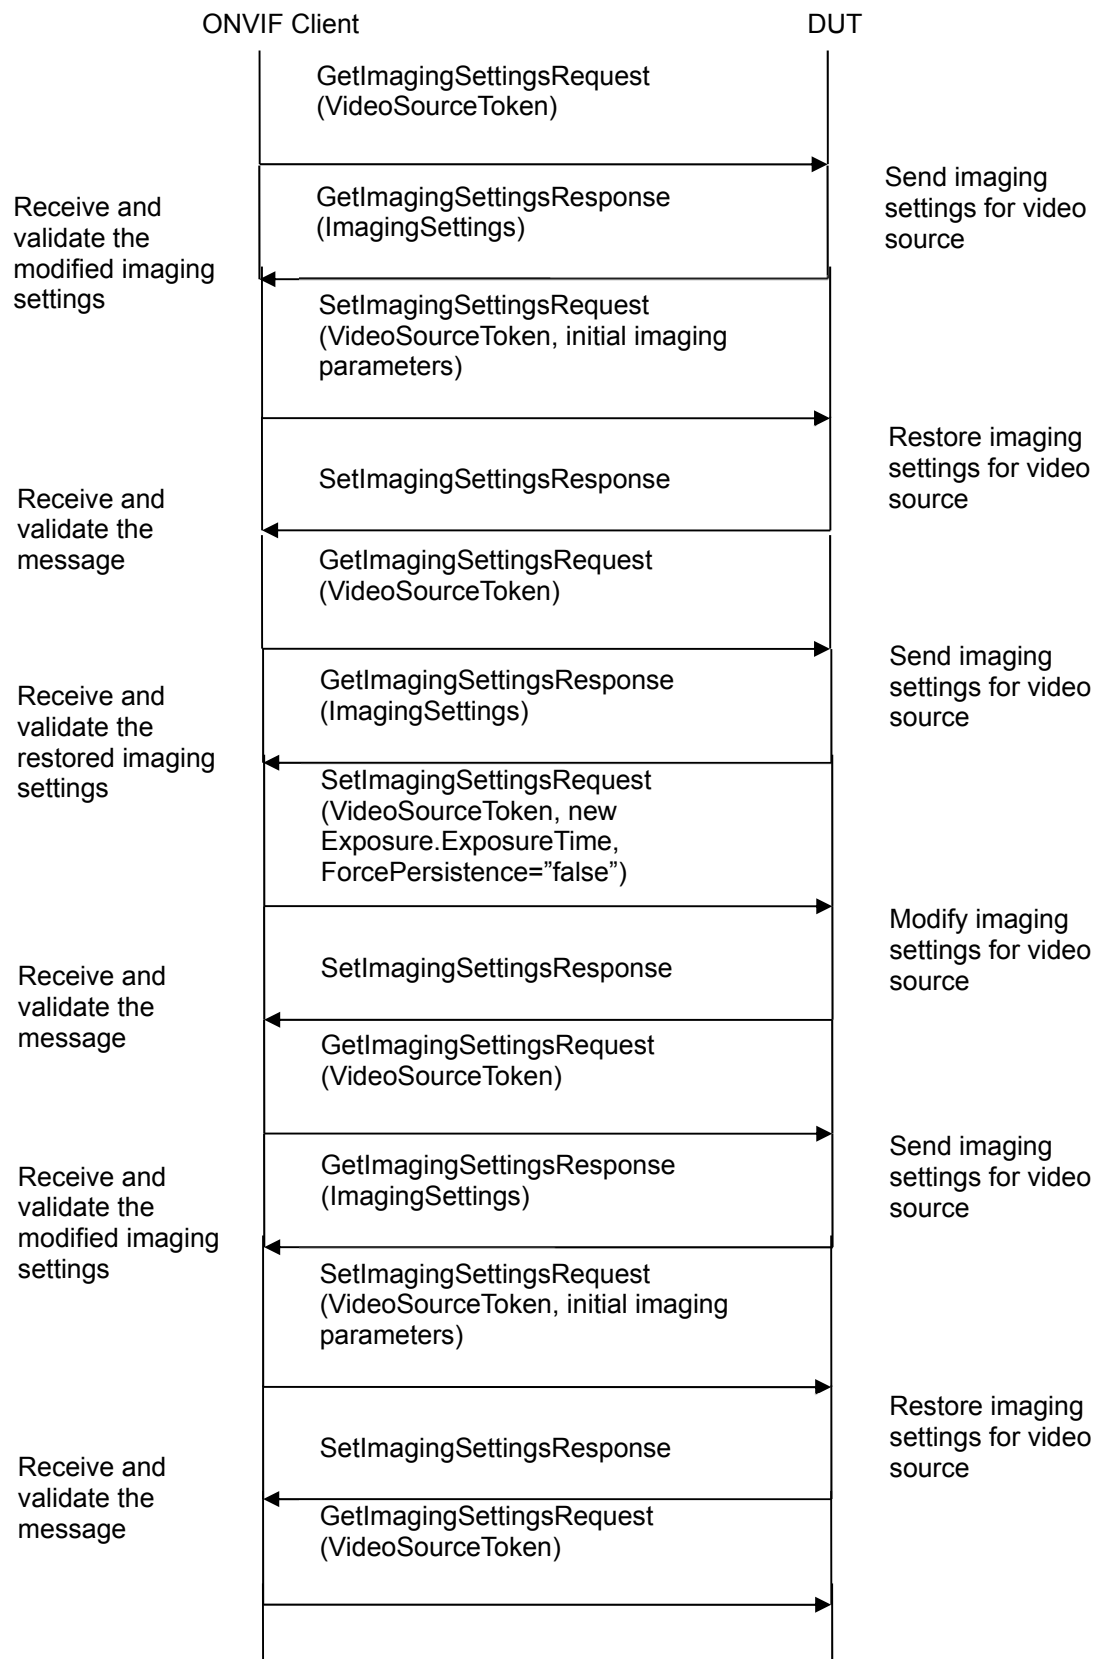 ONVIF Client
DUT
GetImagingSettingsRequest
(VideoSourceToken)
Send imaging
settings for video
source
GetImagingSettingsResponse
(ImagingSettings)
Receive and
validate the
modified imaging
settings
SetImagingSettingsRequest
(VideoSourceToken, initial imaging
parameters)
Restore imaging
settings for video
source
SetImagingSettingsResponse
Receive and
validate the
message
GetImagingSettingsRequest
(VideoSourceToken)
Send imaging
settings for video
source
GetImagingSettingsResponse
(ImagingSettings)
Receive and
validate the
restored imaging
settings
SetImagingSettingsRequest
(VideoSourceToken, new
Exposure.ExposureTime,
ForcePersistence=”false”)
Modify imaging
settings for video
source
SetImagingSettingsResponse
Receive and
validate the
message
GetImagingSettingsRequest
(VideoSourceToken)
Send imaging
settings for video
source
GetImagingSettingsResponse
(ImagingSettings)
Receive and
validate the
modified imaging
settings
SetImagingSettingsRequest
(VideoSourceToken, initial imaging
parameters)
Restore imaging
settings for video
source
SetImagingSettingsResponse
Receive and
validate the
message
GetImagingSettingsRequest
(VideoSourceToken)